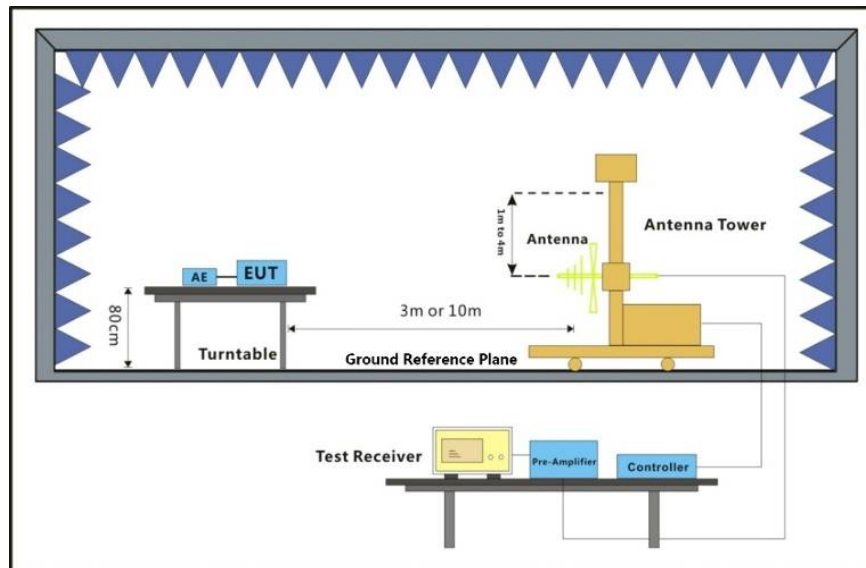 1m to 4m
Antenna
Antenna Tower
AE
EUT
80cm
3m or 10m
Turntable
Ground Reference Plane
Test Receiver
Pre-Amplifier
Controller